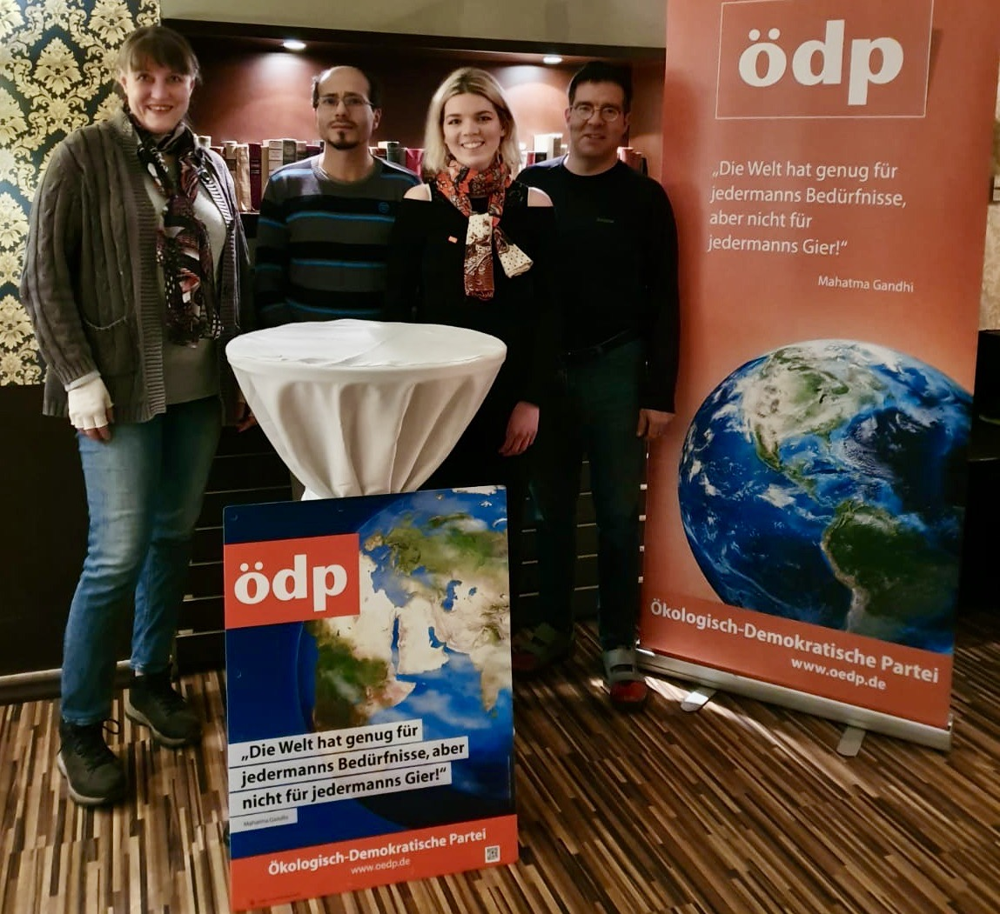 ödp
„Die Welt hat genug für
jedermanns Bedürfnisse,
aber nicht für
jedermanns Gier!“
Mahatma Gandhi
Ökologisch-Demokratische Partei
www.oedp.de
ödp
„Die Welt hat genug für
jedermanns Bedürfnisse, aber
nicht für jedermanns Gier!“
Mahatma Gandhi
Ökologisch-Demokratische Partei
www.oedp.de